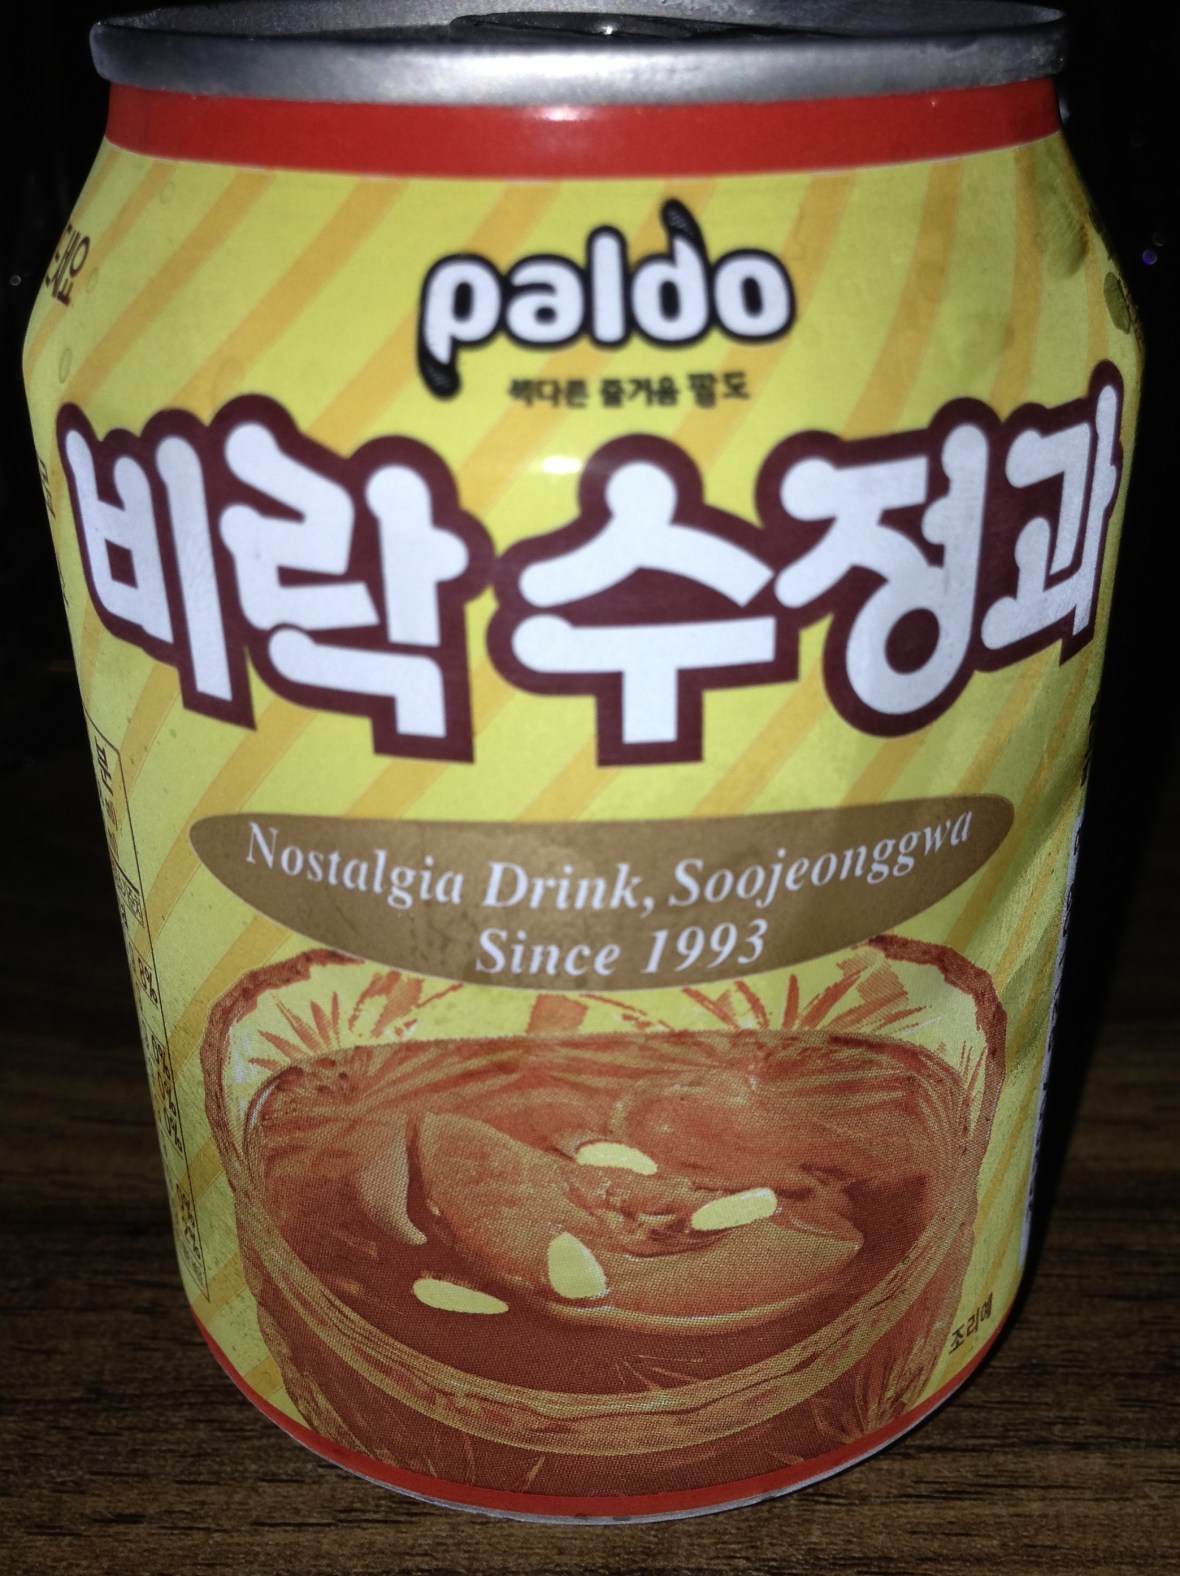 paldo
색다른 즐거움 팔도
비락 수정과
Nostalgia Drink, Soojeonggwa
Since 1993
조리예